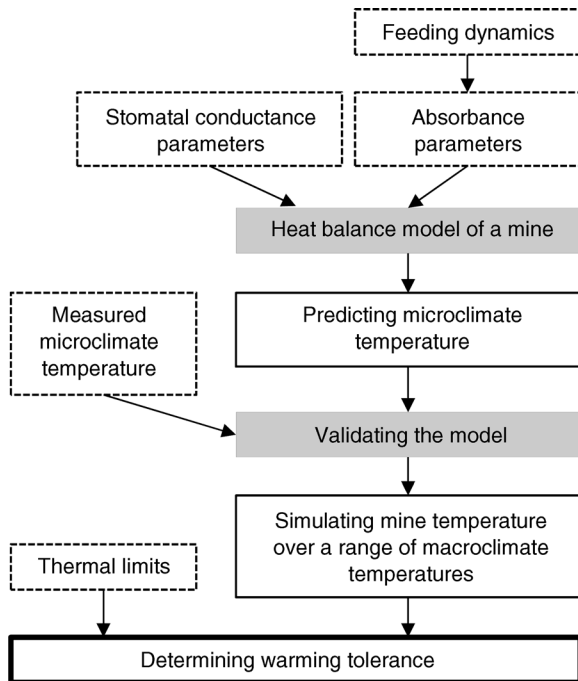 Feeding dynamics
Stomatal conductance
parameters
Absorbance
parameters
Heat balance model of a mine
Measured
microclimate
temperature
Predicting microclimate
temperature
Validating the model
Simulating mine temperature
over a range of macroclimate
temperatures
Thermal limits
Determining warming tolerance